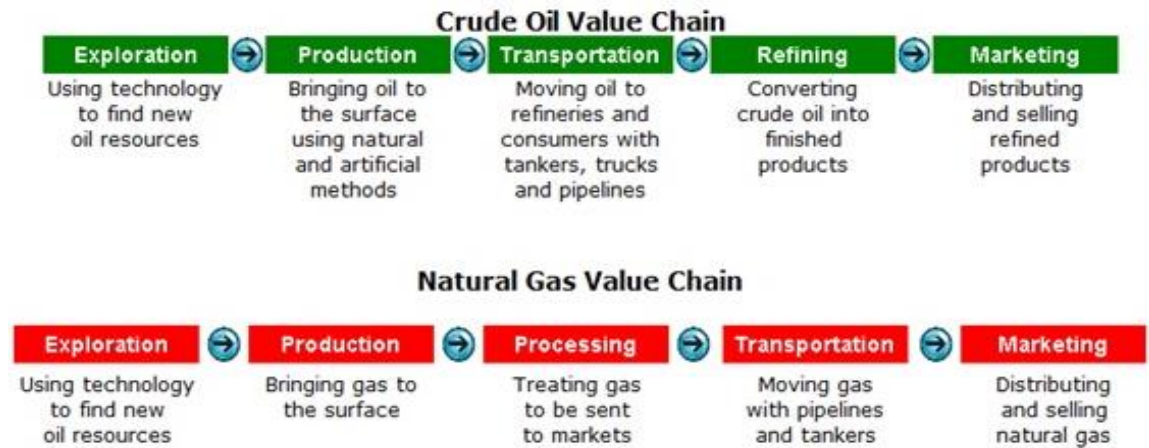 Crude Oil Value Chain
Exploration
Production
Transportation
Refining
Marketing
Using technology
to find new
oil resources
Bringing oil to
the surface
using natural
and artificial
methods
Moving oil to
refineries and
consumers with
tankers, trucks
and pipelines
Converting
crude oil into
finished
products
Distributing
and selling
refined
products
Natural Gas Value Chain
Exploration
Production
Processing
Transportation
Marketing
Using technology
to find new
oil resources
Bringing gas to
the surface
Treating gas
to be sent
to markets
Moving gas
with pipelines
and tankers
Distributing
and selling
natural gas